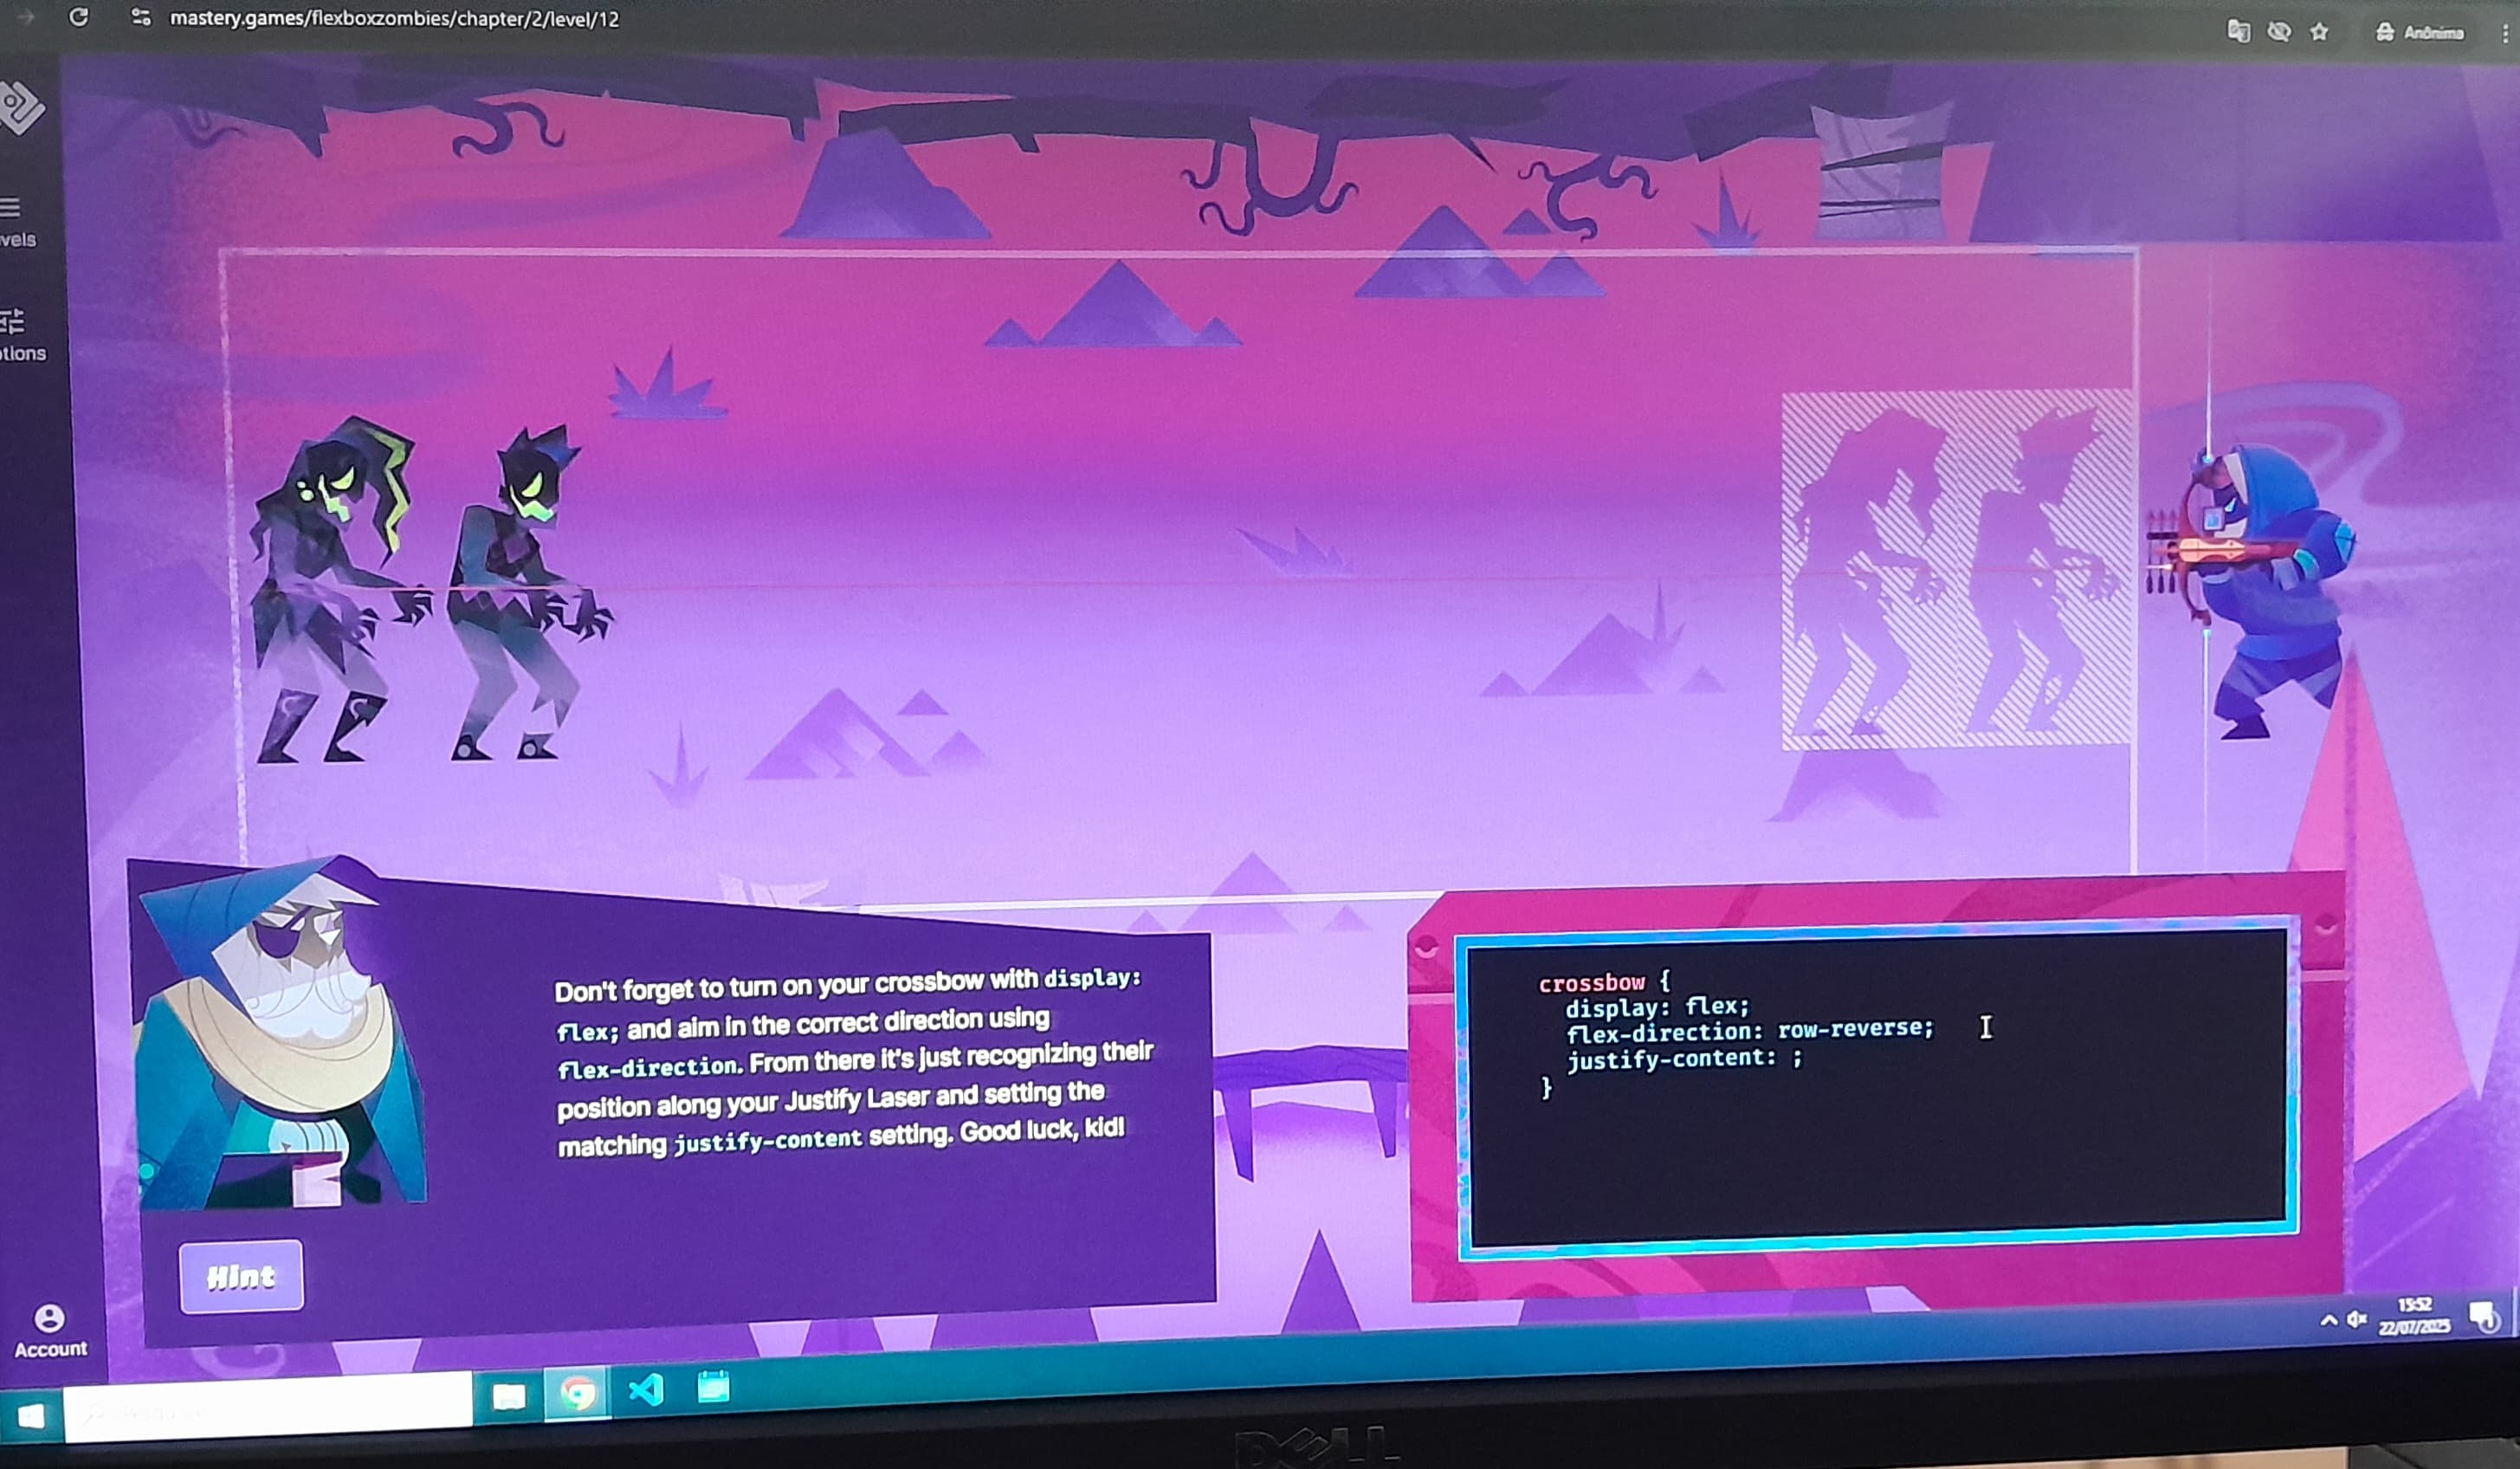 mastery.games/flexboxzombies/chapter/2/level/12
Anônima
vels
tions
Don't forget to turn on your crossbow with display:
flex; and aim in the correct direction using
flex-direction. From there it's just recognizing their
position along your Justify Laser and setting the
matching justify-content setting. Good luck, kid!
Hint
crossbow {
display: flex;
flex-direction: row-reverse;
justify-content: ;
}
Account
15:52
22/07/2025
DELL